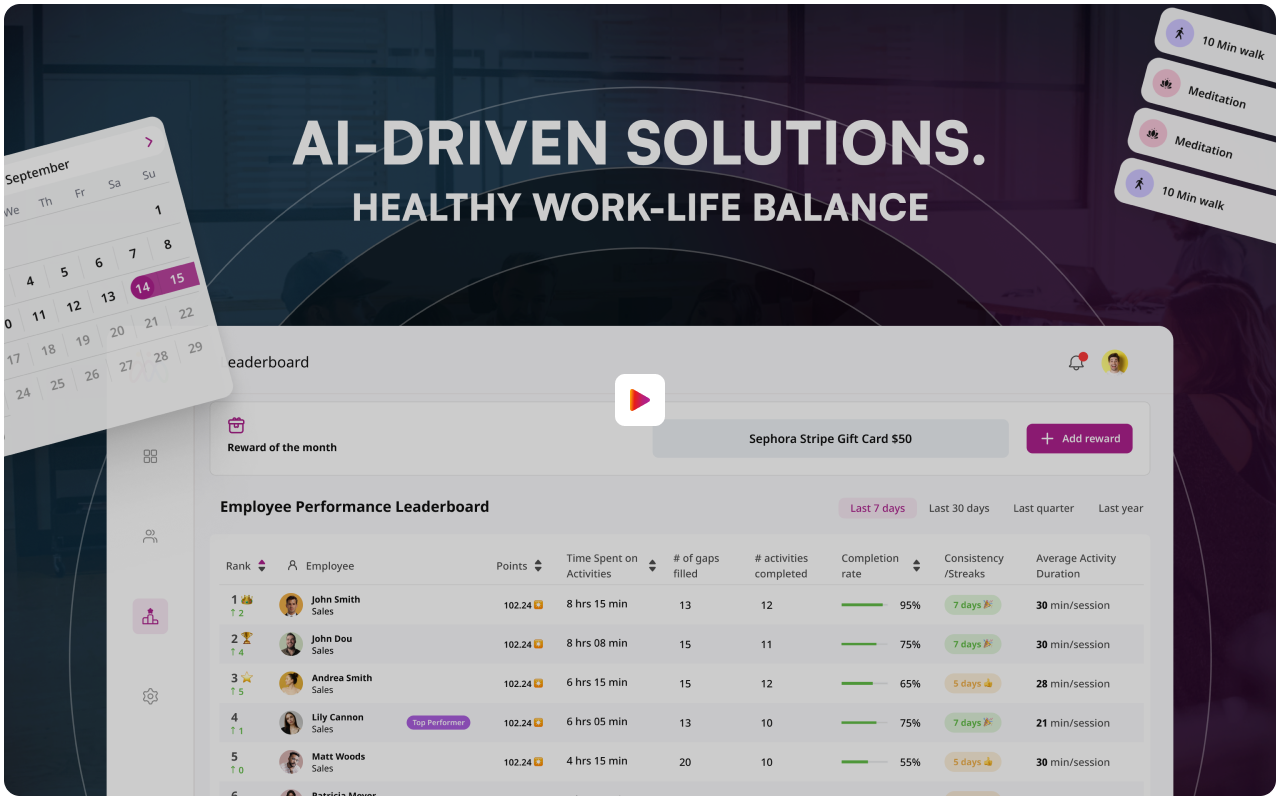 AI-DRIVEN SOLUTIONS.
HEALTHY WORK-LIFE BALANCE
10 Min walk
Meditation
Meditation
10 Min walk
September
We Th Fr Sa Su
1
4 5 6 7 8
0 11 12 13 14 15
17 18 19 20 21 22
24 25 26 27 28 29
eaderboard
Reward of the month
Sephora Stripe Gift Card $50
Add reward
Employee Performance Leaderboard
Last 7 days Last 30 days Last quarter Last year
Rank Employee Points Time Spent on Activities # of gaps filled # activities completed Completion rate Consistency /Streaks Average Activity Duration
1 ↑ 2 John Smith Sales 102.24 8 hrs 15 min 13 12 95% 7 days 30 min/session
2 ↑ 4 John Dou Sales 102.24 8 hrs 08 min 15 11 75% 7 days 30 min/session
3 ↑ 5 Andrea Smith Sales 102.24 6 hrs 15 min 15 12 65% 5 days 28 min/session
4 ↑ 1 Lily Cannon Sales Top Performer 102.24 6 hrs 05 min 13 10 75% 7 days 21 min/session
5 ↑ 0 Matt Woods Sales 102.24 4 hrs 15 min 20 10 55% 5 days 30 min/session